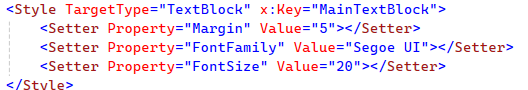 <Style TargetType="TextBlock" x:Key="MainTextBlock">
    <Setter Property="Margin" Value="5"></Setter>
    <Setter Property="FontFamily" Value="Segoe UI"></Setter>
    <Setter Property="FontSize" Value="20"></Setter>
</Style>